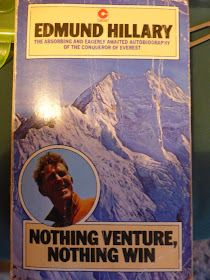 EDMUND HILLARY
THE ABSORBING AND EAGERLY AWAITED AUTOBIOGRAPHY
OF THE CONQUEROR OF EVEREST
NOTHING VENTURE,
NOTHING WIN